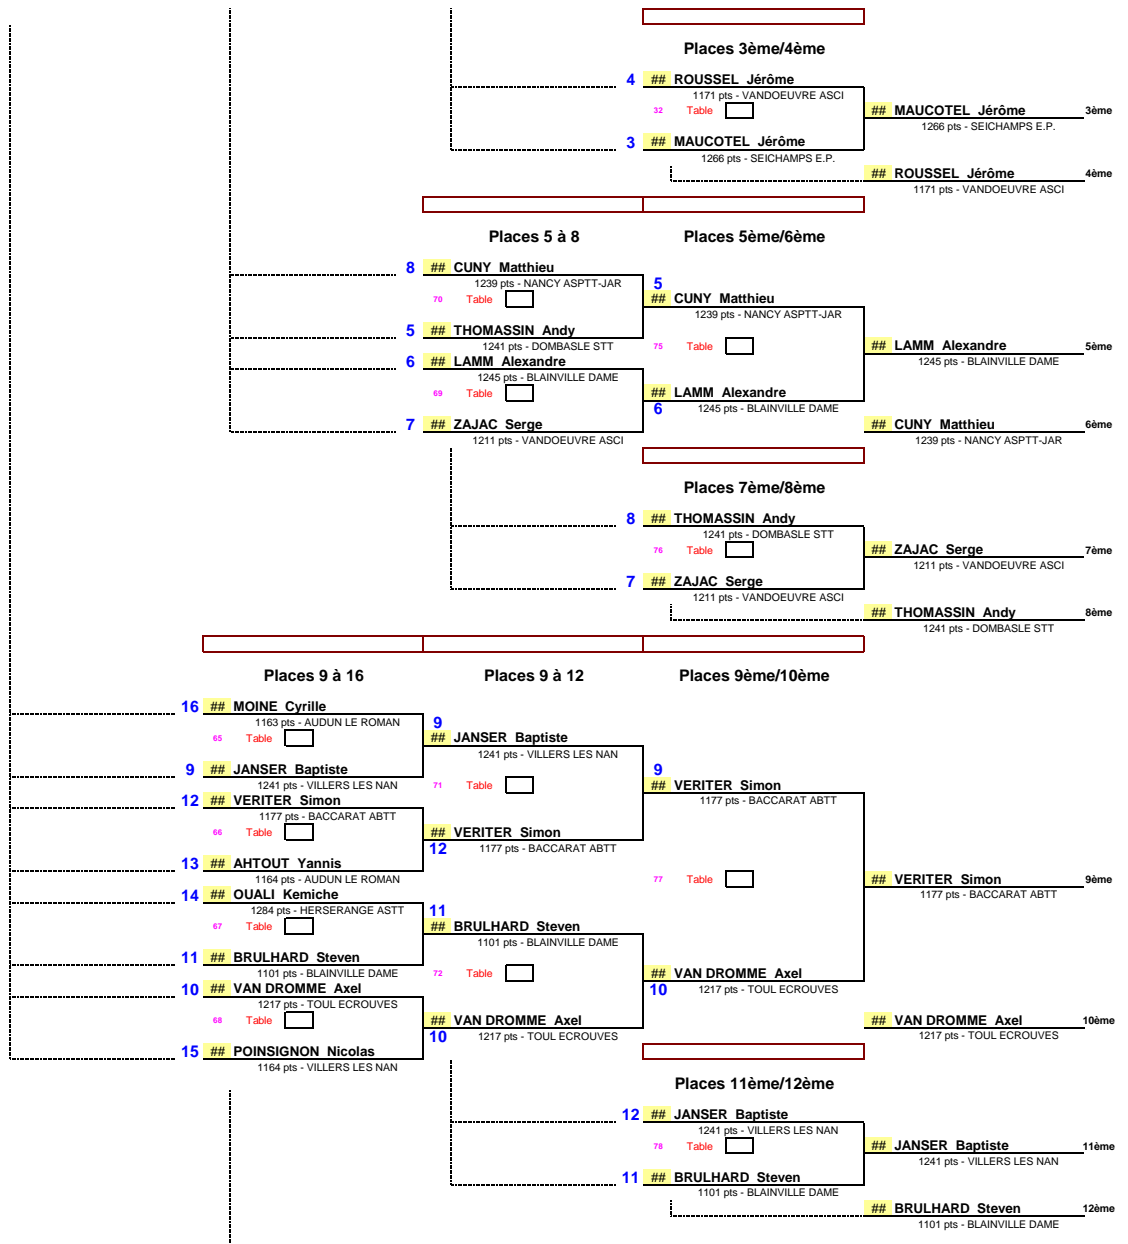 Places 3ème/4ème
4 ## ROUSSEL Jérôme
1171 pts - VANDOEUVRE ASCI
32 Table
## MAUCOTEL Jérôme 3ème
1266 pts - SEICHAMPS E.P.
3 ## MAUCOTEL Jérôme
1266 pts - SEICHAMPS E.P.
## ROUSSEL Jérôme 4ème
1171 pts - VANDOEUVRE ASCI
Places 5 à 8 Places 5ème/6ème
8 ## CUNY Matthieu
1239 pts - NANCY ASPTT-JAR
5
70 Table
## CUNY Matthieu
1239 pts - NANCY ASPTT-JAR
5 ## THOMASSIN Andy
1241 pts - DOMBASLE STT
75 Table
## LAMM Alexandre 5ème
1245 pts - BLAINVILLE DAME
6 ## LAMM Alexandre
1245 pts - BLAINVILLE DAME
69 Table
## LAMM Alexandre
6 1245 pts - BLAINVILLE DAME
7 ## ZAJAC Serge
1211 pts - VANDOEUVRE ASCI
## CUNY Matthieu 6ème
1239 pts - NANCY ASPTT-JAR
Places 7ème/8ème
8 ## THOMASSIN Andy
1241 pts - DOMBASLE STT
76 Table
## ZAJAC Serge 7ème
1211 pts - VANDOEUVRE ASCI
7 ## ZAJAC Serge
1211 pts - VANDOEUVRE ASCI
## THOMASSIN Andy 8ème
1241 pts - DOMBASLE STT
Places 9 à 16 Places 9 à 12 Places 9ème/10ème
16 ## MOINE Cyrille
1163 pts - AUDUN LE ROMAN
9
65 Table
## JANSER Baptiste
1241 pts - VILLERS LES NAN
9 ## JANSER Baptiste
1241 pts - VILLERS LES NAN
9
71 Table
## VERITER Simon
1177 pts - BACCARAT ABTT
12 ## VERITER Simon
1177 pts - BACCARAT ABTT
66 Table
## VERITER Simon
12 1177 pts - BACCARAT ABTT
13 ## AHTOUT Yannis
1164 pts - AUDUN LE ROMAN
77 Table
## VERITER Simon 9ème
1177 pts - BACCARAT ABTT
14 ## OUALI Kemiche
1284 pts - HERSERANGE ASTT
11
67 Table
## BRULHARD Steven
1101 pts - BLAINVILLE DAME
11 ## BRULHARD Steven
1101 pts - BLAINVILLE DAME
72 Table
## VAN DROMME Axel
10 1217 pts - TOUL ECROUVES
10 ## VAN DROMME Axel
1217 pts - TOUL ECROUVES
68 Table
## VAN DROMME Axel
10 1217 pts - TOUL ECROUVES
## VAN DROMME Axel 10ème
1217 pts - TOUL ECROUVES
15 ## POINSIGNON Nicolas
1164 pts - VILLERS LES NAN
Places 11ème/12ème
12 ## JANSER Baptiste
1241 pts - VILLERS LES NAN
78 Table
## JANSER Baptiste 11ème
1241 pts - VILLERS LES NAN
11 ## BRULHARD Steven
1101 pts - BLAINVILLE DAME
## BRULHARD Steven 12ème
1101 pts - BLAINVILLE DAME